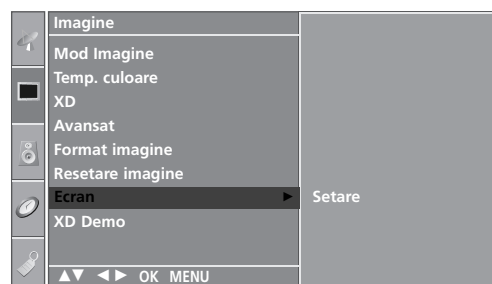 Imagine
Mod Imagine
Temp. culoare
XD
Avansat
Format imagine
Resetare imagine
Ecran ► Setare
XD Demo
▲▼ ◄► OK MENU